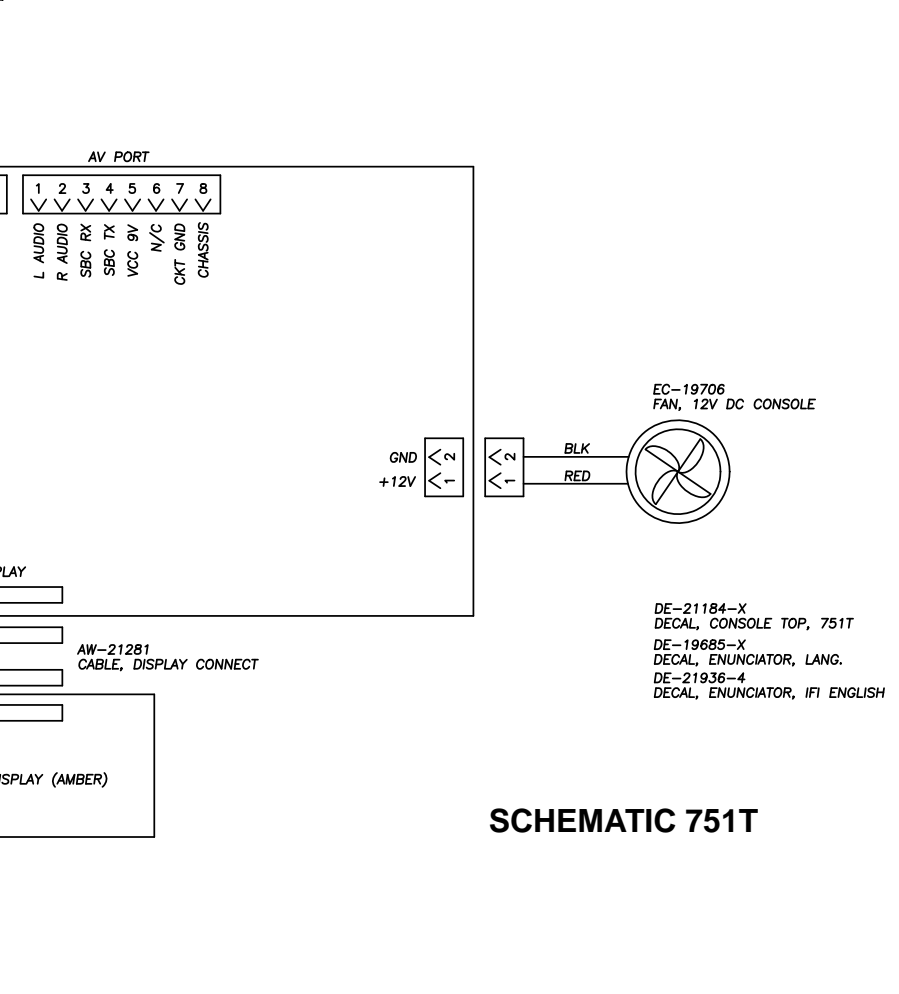 AV PORT
1 2 3 4 5 6 7 8
L AUDIO
R AUDIO
SBC RX
SBC TX
VCC 9V
N/C
CKT GND
CHASSIS
EC-19706
FAN, 12V DC CONSOLE
GND 2 2 BLK
+12V 1 1 RED
PLAY
DE-21184-X
DECAL, CONSOLE TOP, 751T
DE-19685-X
DECAL, ENUNCIATOR, LANG.
DE-21936-4
DECAL, ENUNCIATOR, IFI ENGLISH
AW-21281
CABLE, DISPLAY CONNECT
ISPLAY (AMBER)
SCHEMATIC 751T